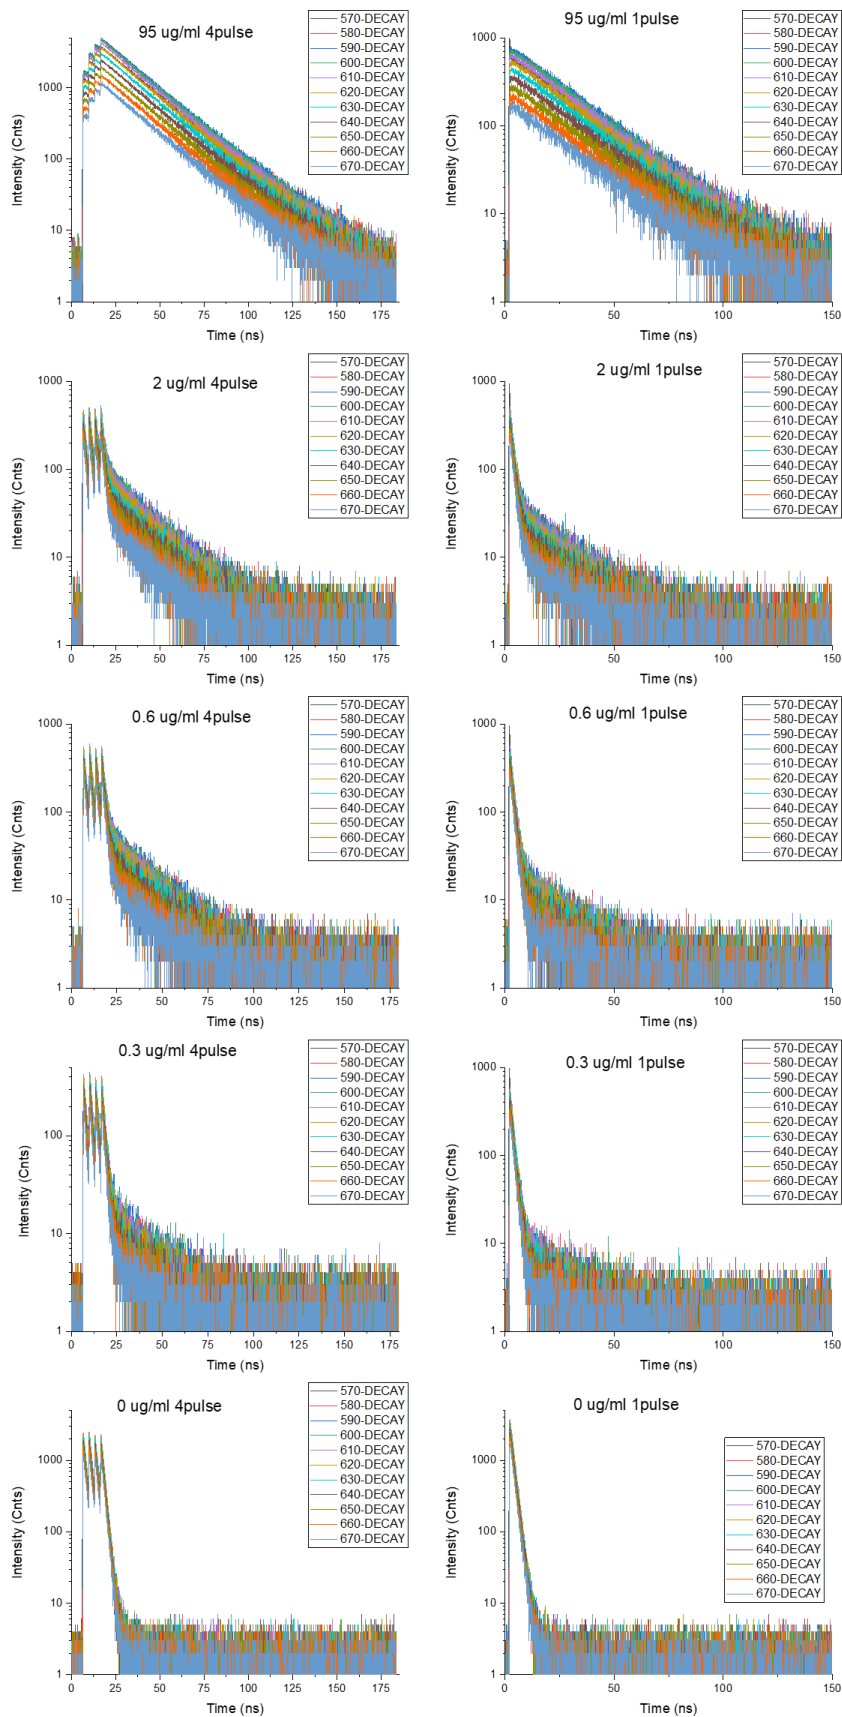 95 ug/ml 4pulse
570-DECAY
580-DECAY
590-DECAY
600-DECAY
610-DECAY
620-DECAY
630-DECAY
640-DECAY
650-DECAY
660-DECAY
670-DECAY
1000
100
10
1
Intensity (Cnts)
0 25 50 75 100 125 150 175
Time (ns)
95 ug/ml 1pulse
570-DECAY
580-DECAY
590-DECAY
600-DECAY
610-DECAY
620-DECAY
630-DECAY
640-DECAY
650-DECAY
660-DECAY
670-DECAY
1000
100
10
1
Intensity (Cnts)
0 50 100 150
Time (ns)
2 ug/ml 4pulse
570-DECAY
580-DECAY
590-DECAY
600-DECAY
610-DECAY
620-DECAY
630-DECAY
640-DECAY
650-DECAY
660-DECAY
670-DECAY
1000
100
10
1
Intensity (Cnts)
0 25 50 75 100 125 150 175
Time (ns)
2 ug/ml 1pulse
570-DECAY
580-DECAY
590-DECAY
600-DECAY
610-DECAY
620-DECAY
630-DECAY
640-DECAY
650-DECAY
660-DECAY
670-DECAY
1000
100
10
1
Intensity (Cnts)
0 50 100 150
Time (ns)
0.6 ug/ml 4pulse
570-DECAY
580-DECAY
590-DECAY
600-DECAY
610-DECAY
620-DECAY
630-DECAY
640-DECAY
650-DECAY
660-DECAY
670-DECAY
1000
100
10
1
Intensity (Cnts)
0 25 50 75 100 125 150 175
Time (ns)
0.6 ug/ml 1pulse
570-DECAY
580-DECAY
590-DECAY
600-DECAY
610-DECAY
620-DECAY
630-DECAY
640-DECAY
650-DECAY
660-DECAY
670-DECAY
1000
100
10
1
Intensity (Cnts)
0 50 100 150
Time (ns)
0.3 ug/ml 4pulse
570-DECAY
580-DECAY
590-DECAY
600-DECAY
610-DECAY
620-DECAY
630-DECAY
640-DECAY
650-DECAY
660-DECAY
670-DECAY
100
10
1
Intensity (Cnts)
0 25 50 75 100 125 150 175
Time (ns)
0.3 ug/ml 1pulse
570-DECAY
580-DECAY
590-DECAY
600-DECAY
610-DECAY
620-DECAY
630-DECAY
640-DECAY
650-DECAY
660-DECAY
670-DECAY
1000
100
10
1
Intensity (Cnts)
0 50 100 150
Time (ns)
0 ug/ml 4pulse
570-DECAY
580-DECAY
590-DECAY
600-DECAY
610-DECAY
620-DECAY
630-DECAY
640-DECAY
650-DECAY
660-DECAY
670-DECAY
1000
100
10
1
Intensity (Cnts)
0 25 50 75 100 125 150 175
Time (ns)
0 ug/ml 1pulse
570-DECAY
580-DECAY
590-DECAY
600-DECAY
610-DECAY
620-DECAY
630-DECAY
640-DECAY
650-DECAY
660-DECAY
670-DECAY
1000
100
10
1
Intensity (Cnts)
0 50 100 150
Time (ns)